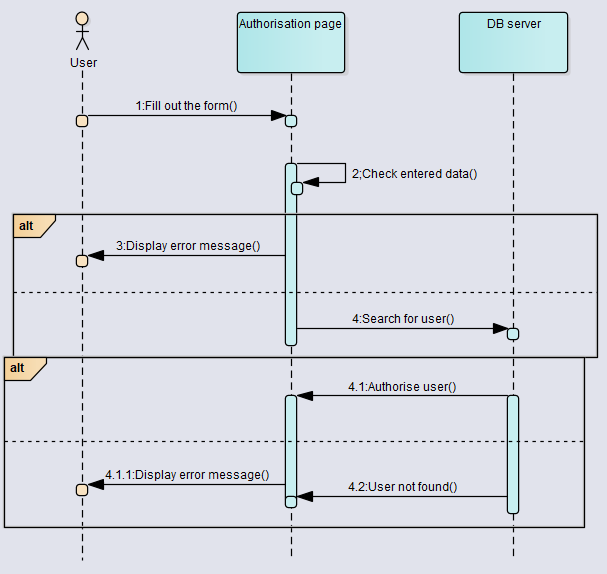 Authorisation page
DB server
User
1:Fill out the form()
2;Check entered data()
alt
3:Display error message()
4:Search for user()
alt
4.1:Authorise user()
4.1.1:Display error message()
4.2:User not found()